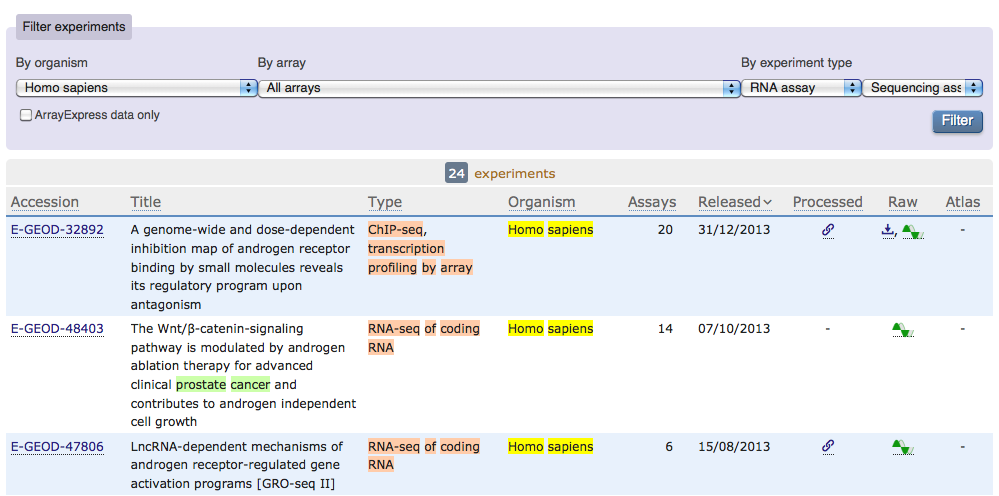 Filter experiments
By organism By array By experiment type
Homo sapiens All arrays RNA assay Sequencing ass
ArrayExpress data only
Filter
24 experiments
Accession Title Type Organism Assays Released Processed Raw Atlas
E-GEOD-32892 A genome-wide and dose-dependent ChIP-seq, Homo sapiens 20 31/12/2013 , -
inhibition map of androgen receptor transcription
binding by small molecules reveals profiling by array
its regulatory program upon
antagonism
E-GEOD-48403 The Wnt/β-catenin-signaling RNA-seq of coding Homo sapiens 14 07/10/2013 - -
pathway is modulated by androgen RNA
ablation therapy for advanced
clinical prostate cancer and
contributes to androgen independent
cell growth
E-GEOD-47806 LncRNA-dependent mechanisms of RNA-seq of coding Homo sapiens 6 15/08/2013 -
androgen receptor-regulated gene RNA
activation programs [GRO-seq II]